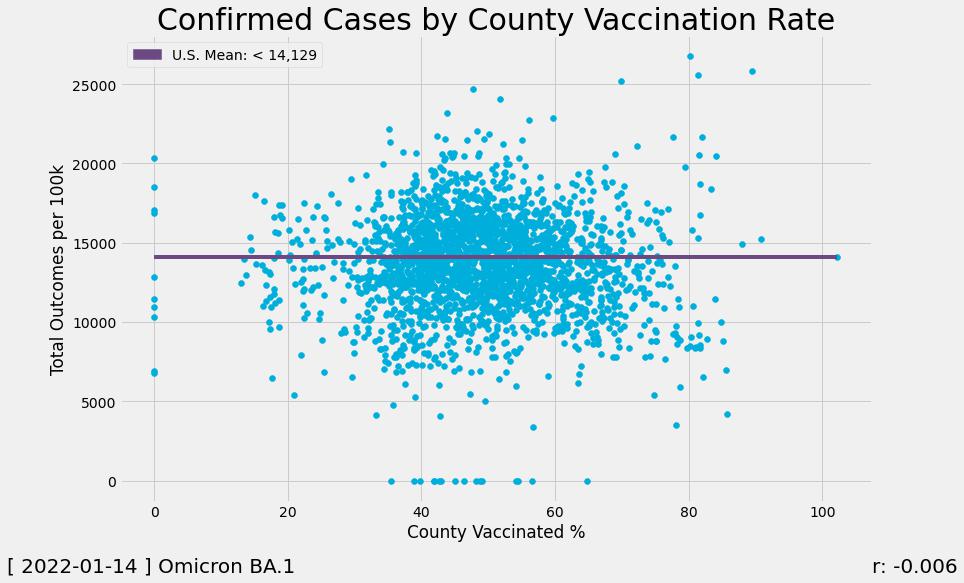 Confirmed Cases by County Vaccination Rate
U.S. Mean: < 14,129
Total Outcomes per 100k
25000
20000
15000
10000
5000
0
0 20 40 60 80 100
County Vaccinated %
[ 2022-01-14 ] Omicron BA.1
r: -0.006